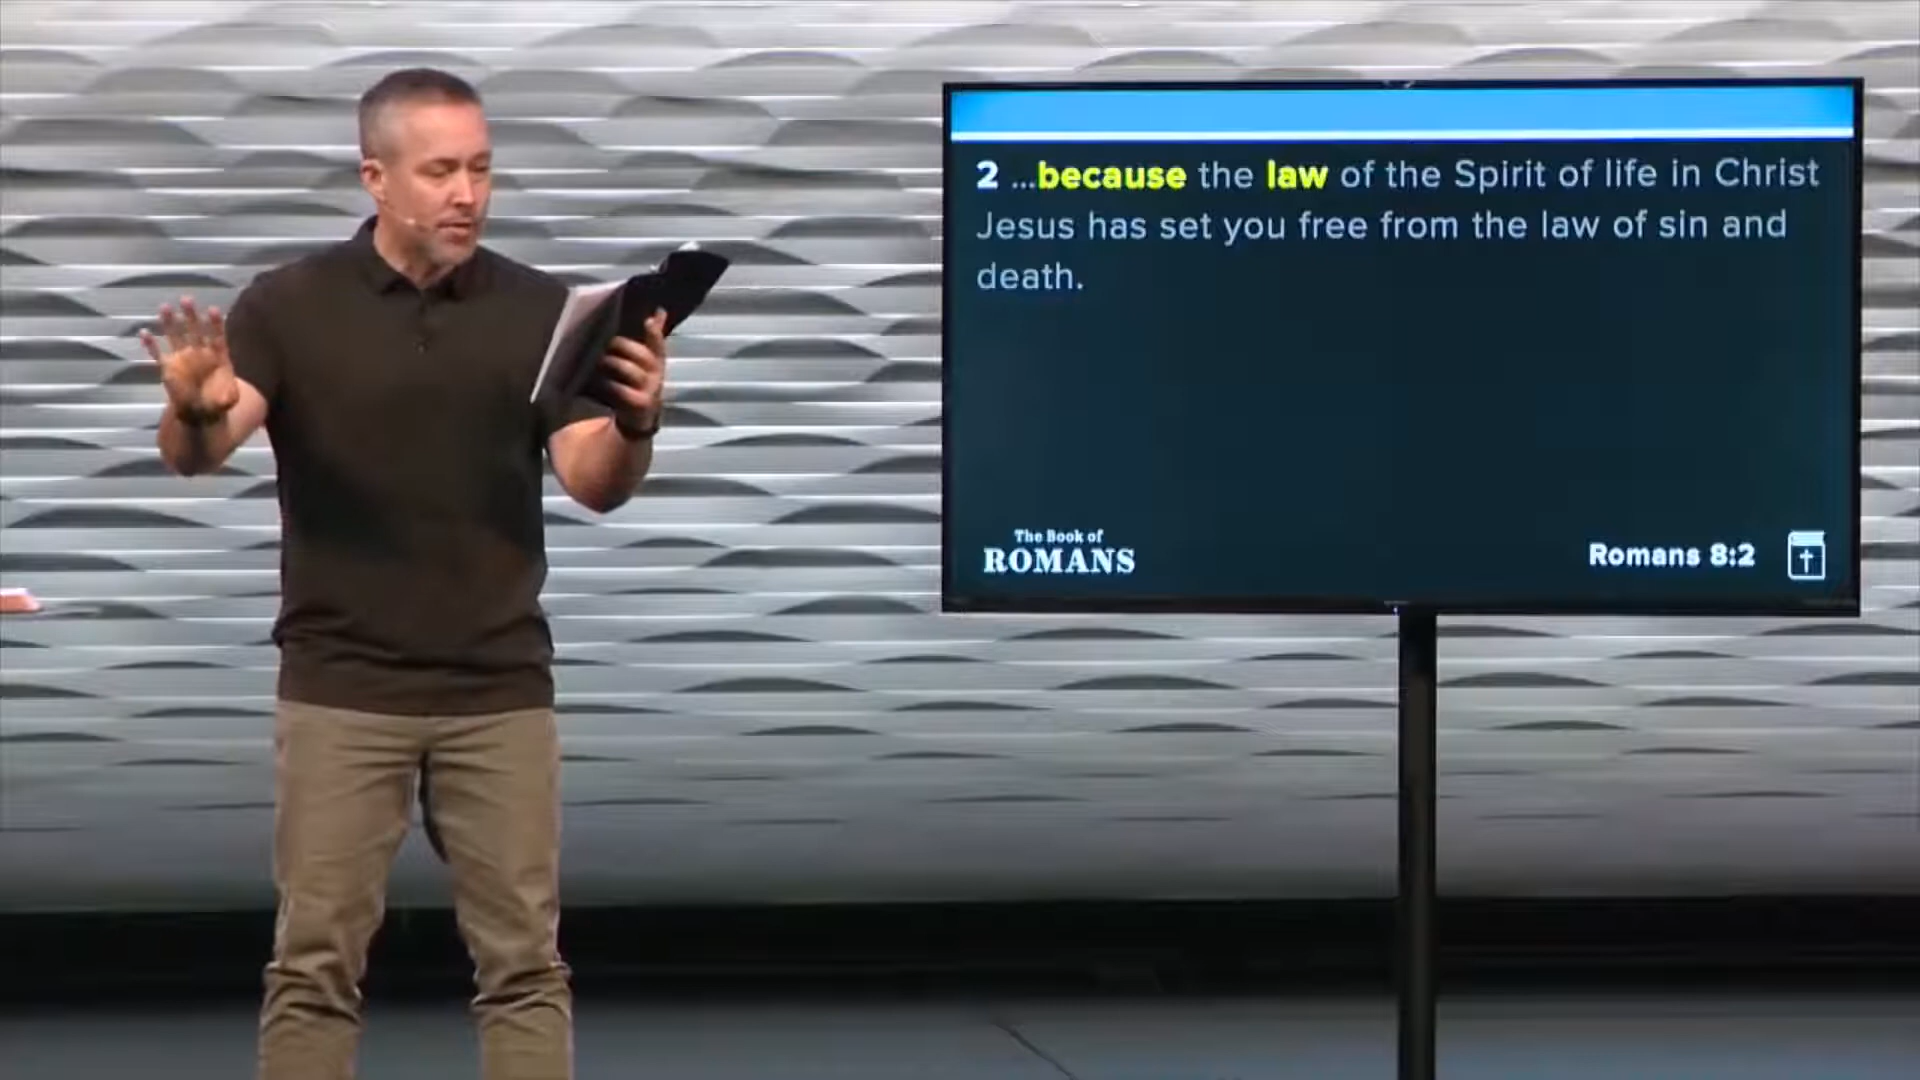 2 ...because the law of the Spirit of life in Christ
Jesus has set you free from the law of sin and
death.
The Book of
ROMANS
Romans 8:2